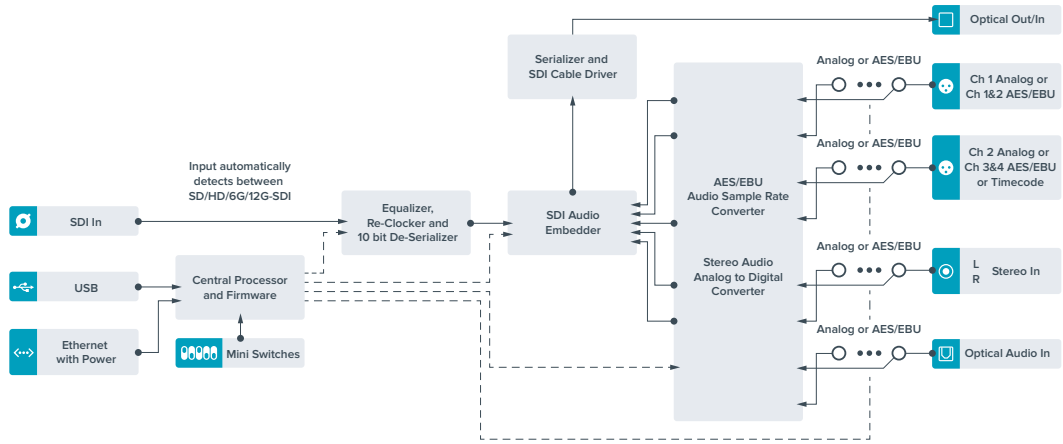 Optical Out/In
Serializer and
SDI Cable Driver
Analog or AES/EBU
Ch 1 Analog or
Ch 1&2 AES/EBU
Analog or AES/EBU
Ch 2 Analog or
Ch 3&4 AES/EBU
or Timecode
Input automatically
detects between
SD/HD/6G/12G-SDI
AES/EBU
Audio Sample Rate
Converter
SDI In
Equalizer,
Re-Clocker and
10 bit De-Serializer
SDI Audio
Embedder
Stereo Audio
Analog to Digital
Converter
Analog or AES/EBU
L
R
Stereo In
USB
Central Processor
and Firmware
Ethernet
with Power
Mini Switches
Analog or AES/EBU
Optical Audio In